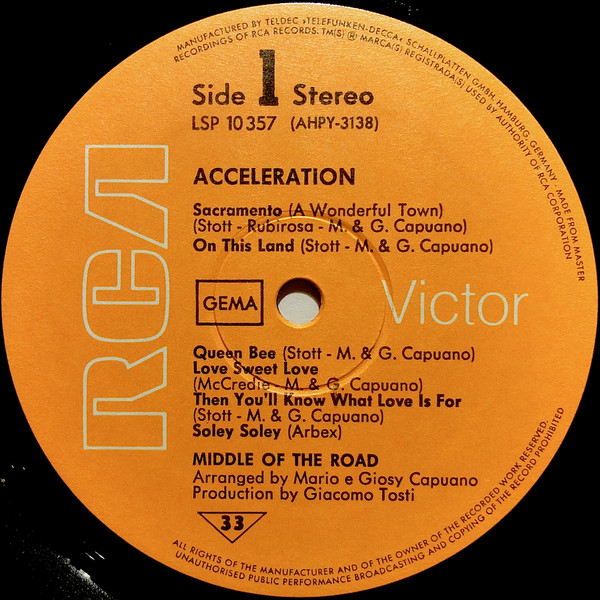 MANUFACTURED BY TELDEC »TELEFUNKEN-DECCA« SCHALLPLATTEN GMBH, HAMBURG, GERMANY · MADE FROM MASTER
RECORDINGS OF RCA RECORDS. TM(S) ® MARCA(S) REGISTRADA(S) USED BY AUTHORITY OF RCA CORPORATION
Side 1 Stereo
LSP 10357 (AHPY-3138)
RCA
ACCELERATION
Sacramento (A Wonderful Town)
(Stott - Rubirosa - M. & G. Capuano)
On This Land (Stott - M. & G. Capuano)
GEMA
Victor
Queen Bee (Stott - M. & G. Capuano)
Love Sweet Love
(McCredie - M. & G. Capuano)
Then You'll Know What Love Is For
(Stott - M. & G. Capuano)
Soley Soley (Arbex)
MIDDLE OF THE ROAD
Arranged by Mario e Giosy Capuano
Production by Giacomo Tosti
33
ALL RIGHTS OF THE MANUFACTURER AND OF THE OWNER OF THE RECORDED WORK RESERVED.
UNAUTHORISED PUBLIC PERFORMANCE BROADCASTING AND COPYING OF THE RECORD PROHIBITED